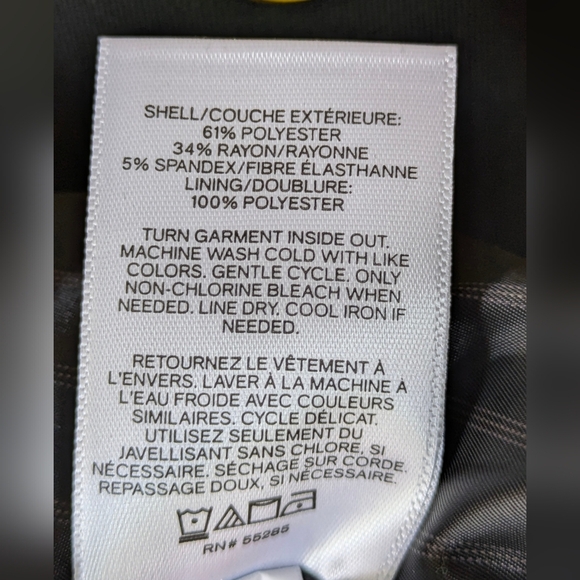 SHELL/COUCHE EXTÉRIEURE:
61% POLYESTER
34% RAYON/RAYONNE
5% SPANDEX/FIBRE ÉLASTHANNE
LINING/DOUBLURE:
100% POLYESTER
TURN GARMENT INSIDE OUT.
MACHINE WASH COLD WITH LIKE
COLORS. GENTLE CYCLE. ONLY
NON-CHLORINE BLEACH WHEN
NEEDED. LINE DRY. COOL IRON IF
NEEDED.
RETOURNEZ LE VÊTEMENT À
L'ENVERS. LAVER À LA MACHINE À
L'EAU FROIDE AVEC COULEURS
SIMILAIRES. CYCLE DÉLICAT.
UTILISEZ SEULEMENT DU
JAVELLISANT SANS CHLORE, SI
NÉCESSAIRE. SÉCHAGE SUR CORDE.
REPASSAGE DOUX, SI NÉCESSAIRE.
RN# 55285